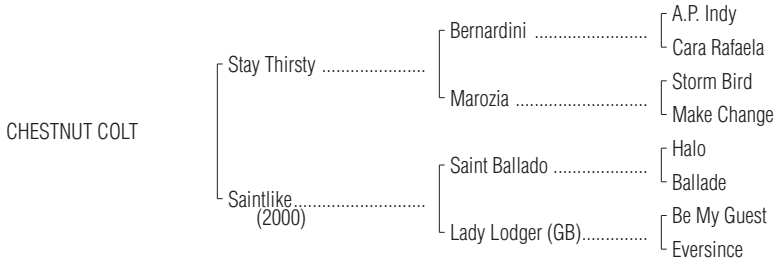 A.P. Indy
Bernardini ........................
Cara Rafaela
Stay Thirsty ......................
Storm Bird
Marozia ............................
Make Change
CHESTNUT COLT
Halo
Saint Ballado ....................
Ballade
Saintlike............................
(2000)
Be My Guest
Lady Lodger (GB)..............
Eversince